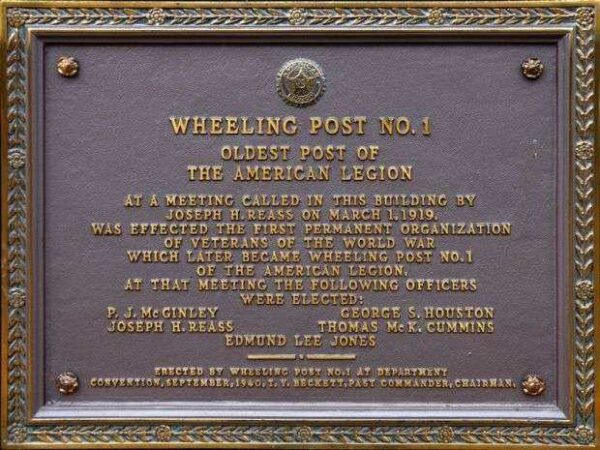 WHEELING POST NO. 1
OLDEST POST OF
THE AMERICAN LEGION
AT A MEETING CALLED IN THIS BUILDING BY
JOSEPH H. REASS ON MARCH 1, 1919.
WAS EFFECTED THE FIRST PERMANENT ORGANIZATION
OF VETERANS OF THE WORLD WAR
WHICH LATER BECAME WHEELING POST NO. 1
OF THE AMERICAN LEGION.
AT THAT MEETING THE FOLLOWING OFFICERS
WERE ELECTED:
P. J. McGINLEY GEORGE S. HOUSTON
JOSEPH H. REASS THOMAS McK. CUMMINS
EDMUND LEE JONES
ERECTED BY WHEELING POST NO. 1 AT DEPARTMENT
CONVENTION, SEPTEMBER, 1940, T. Y. BECKETT, PAST COMMANDER, CHAIRMAN.